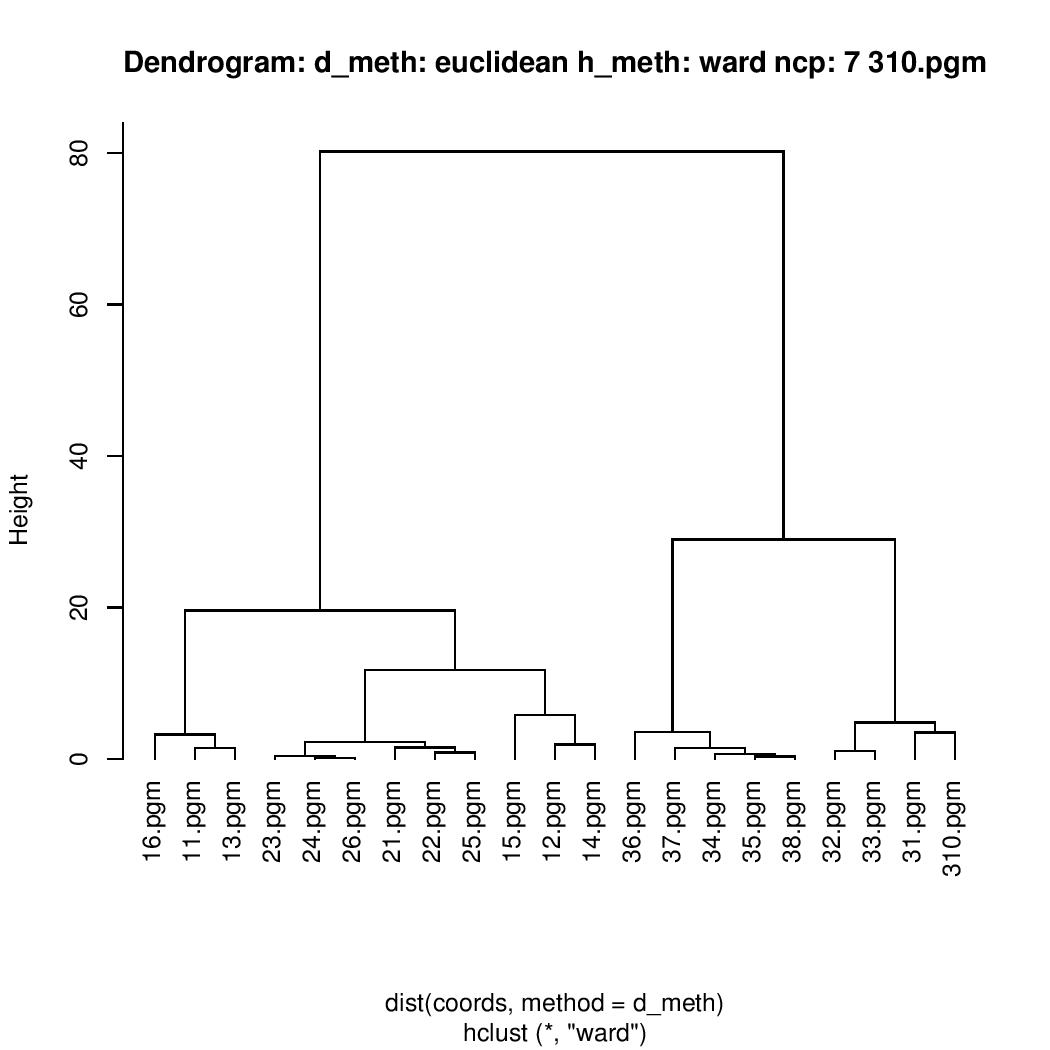 Dendrogram: d_meth: euclidean h_meth: ward ncp: 7 310.pgm
80
60
40
20
0
Height
16.pgm
11.pgm
13.pgm
23.pgm
24.pgm
26.pgm
21.pgm
22.pgm
25.pgm
15.pgm
12.pgm
14.pgm
36.pgm
37.pgm
34.pgm
35.pgm
38.pgm
32.pgm
33.pgm
31.pgm
310.pgm
dist(coords, method = d_meth)
hclust (*, "ward")